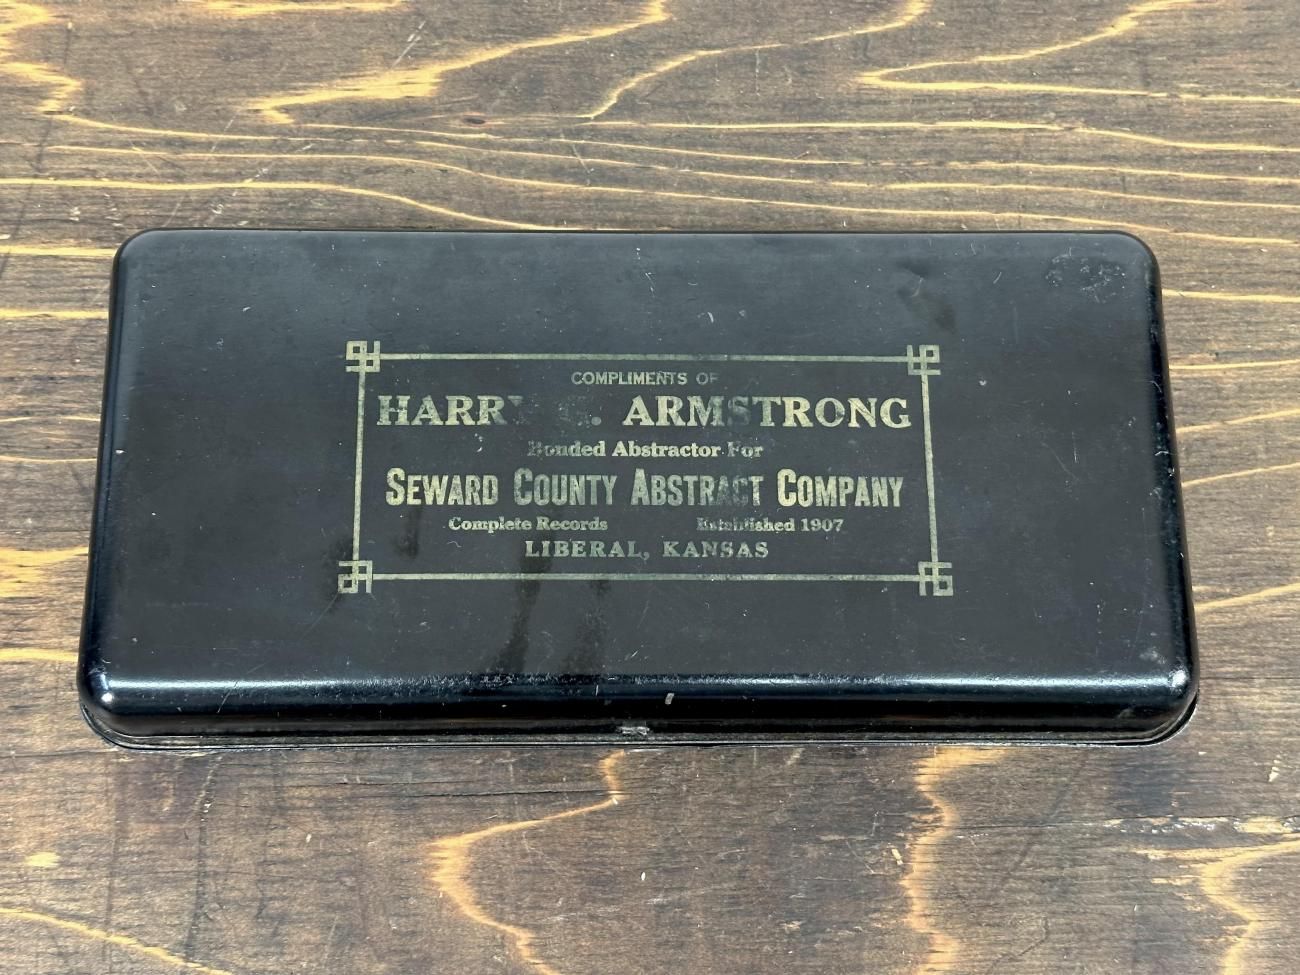 COMPLIMENTS OF
HARRY G. ARMSTRONG
Bonded Abstractor For
SEWARD COUNTY ABSTRACT COMPANY
Complete Records Established 1907
LIBERAL, KANSAS